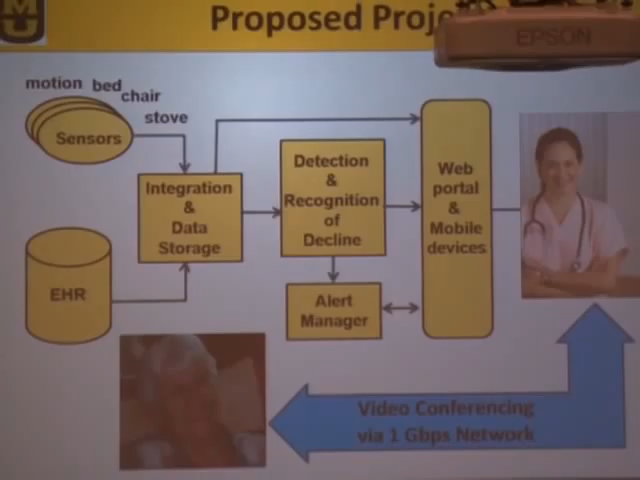 MU
Proposed Proje
EPSON
motion bed
chair
stove
Sensors
Integration
&
Data
Storage
Detection
&
Recognition
of
Decline
Web
portal
&
Mobile
devices
EHR
Alert
Manager
Video Conferencing
via 1 Gbps Network